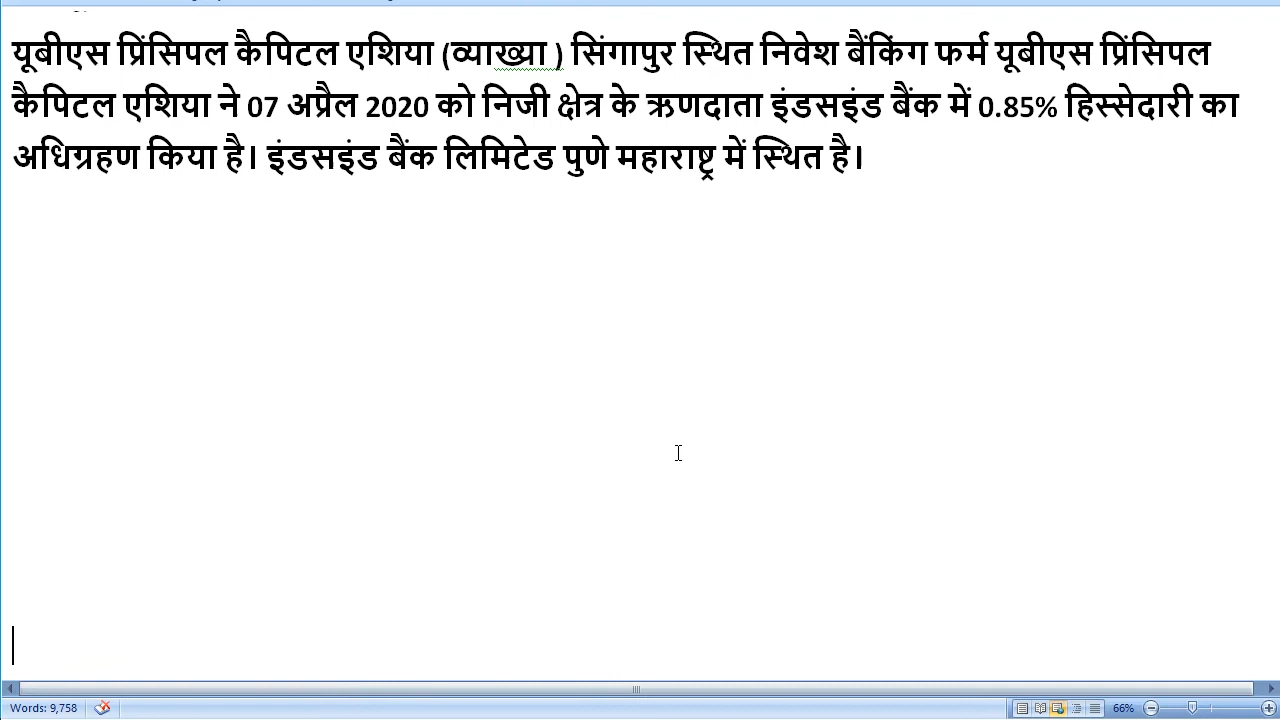 यूबीएस प्रिंसिपल कैपिटल एशिया (व्याख्या ) सिंगापुर स्थित निवेश बैंकिंग फर्म यूबीएस प्रिंसिपल
कैपिटल एशिया ने 07 अप्रैल 2020 को निजी क्षेत्र के ऋणदाता इंडसइंड बैंक में 0.85% हिस्सेदारी का
अधिग्रहण किया है। इंडसइंड बैंक लिमिटेड पुणे महाराष्ट्र में स्थित है।
Words: 9,758
66%